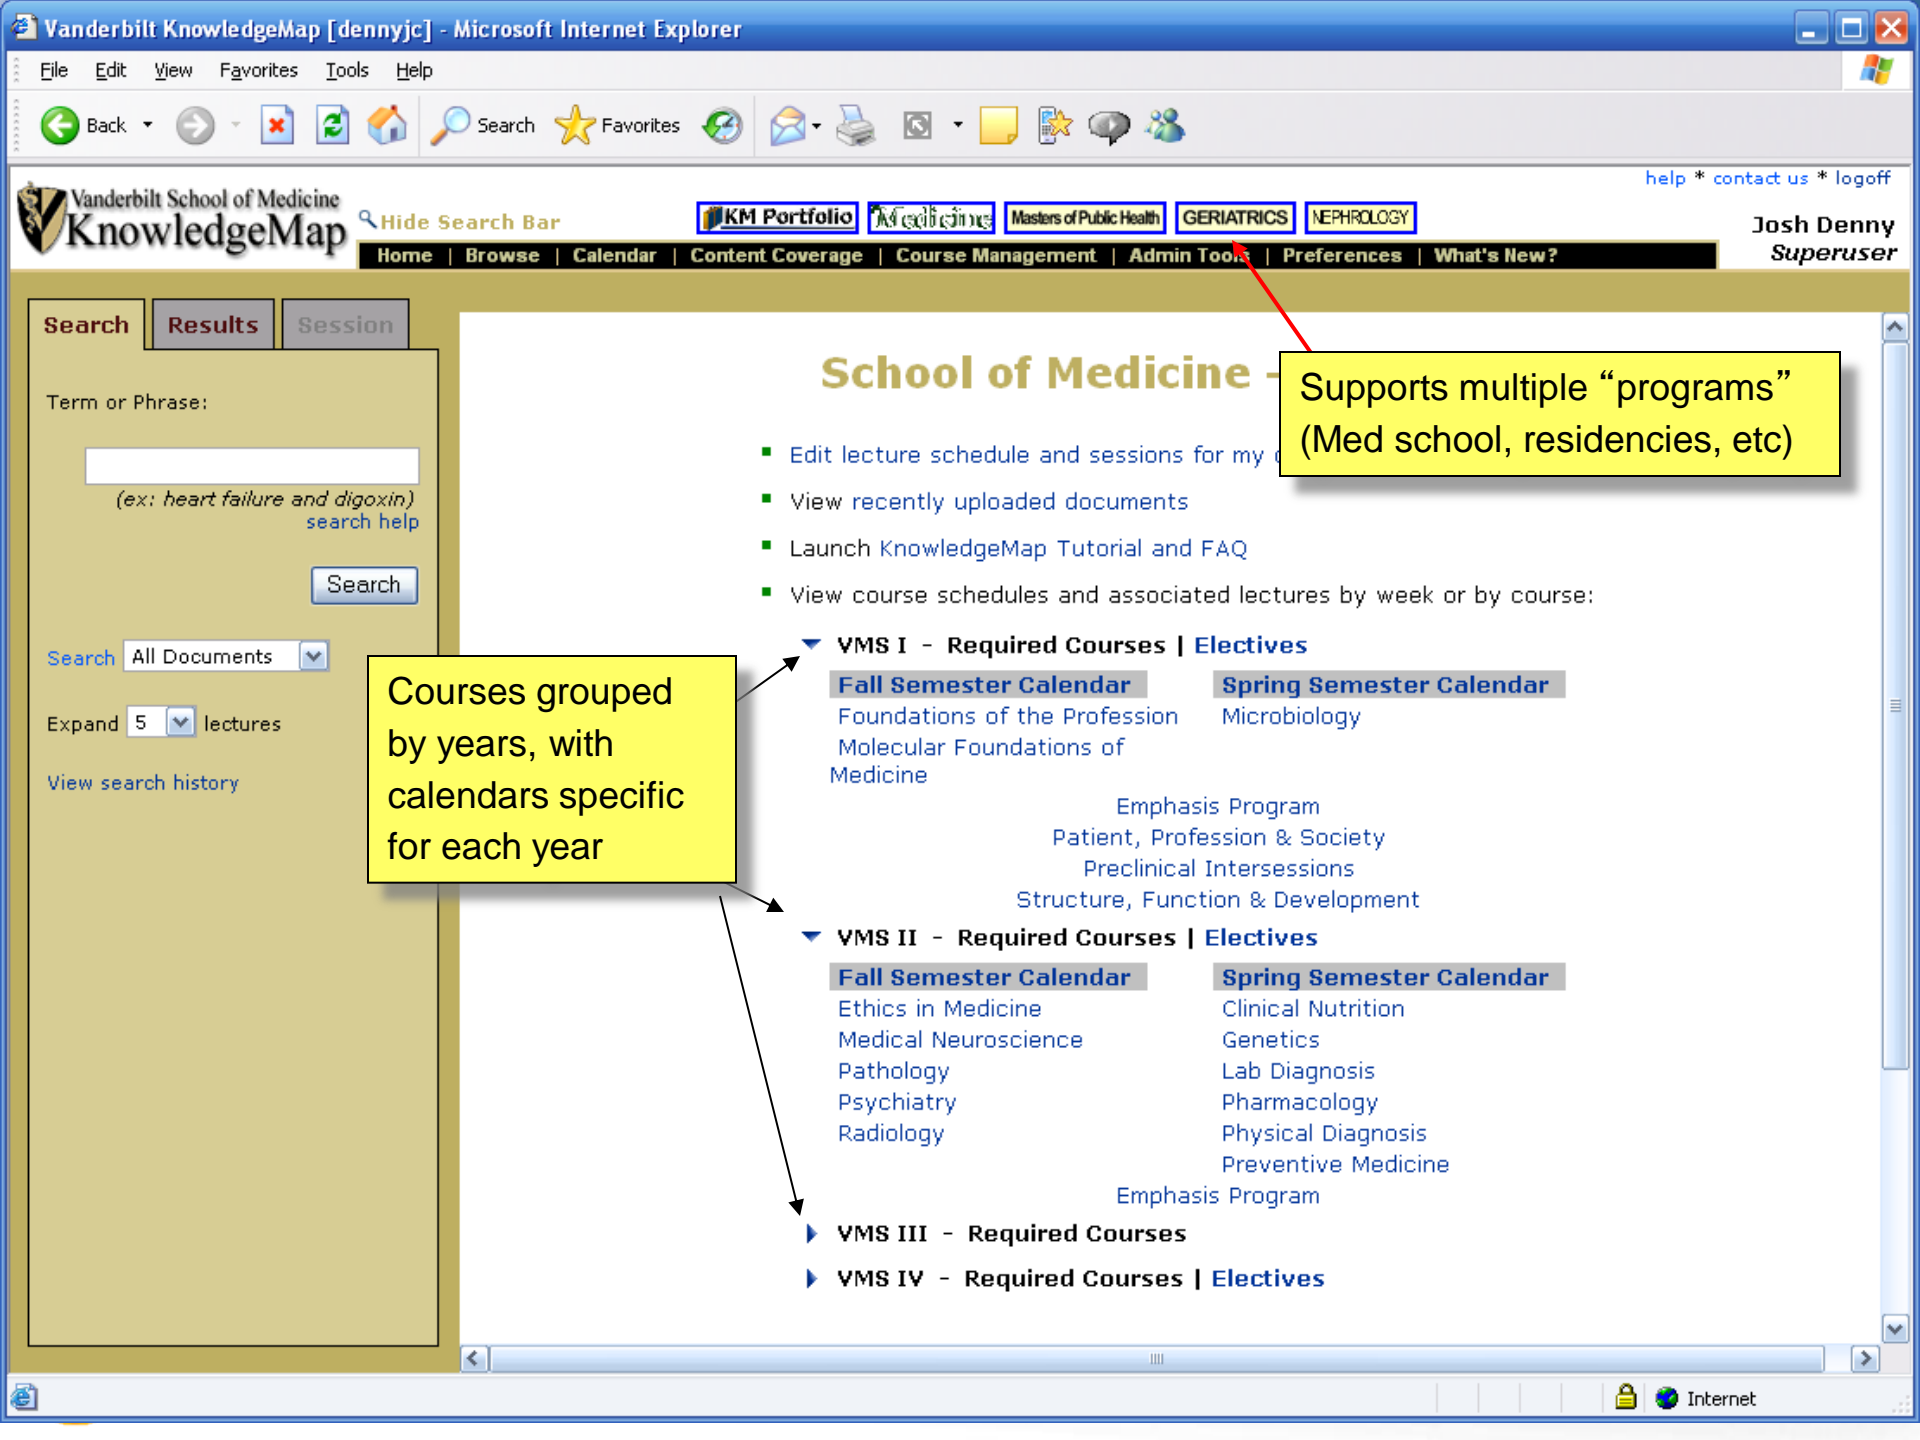 Vanderbilt KnowledgeMap [dennyjc] - Microsoft Internet Explorer
File Edit View Favorites Tools Help
Back Search Favorites
help * contact us * logoff
Vanderbilt School of Medicine
KnowledgeMap
Hide Search Bar
KM Portfolio Medicine Masters of Public Health GERIATRICS NEPHROLOGY
Josh Denny
Superuser
Home | Browse | Calendar | Content Coverage | Course Management | Admin Tools | Preferences | What's New?
Search Results Session
Term or Phrase:
(ex: heart failure and digoxin)
search help
Search
Search All Documents
Expand 5 lectures
View search history
School of Medicine -
Supports multiple “programs”
(Med school, residencies, etc)
Edit lecture schedule and sessions for my
View recently uploaded documents
Launch KnowledgeMap Tutorial and FAQ
View course schedules and associated lectures by week or by course:
Courses grouped
by years, with
calendars specific
for each year
VMS I - Required Courses | Electives
Fall Semester Calendar Spring Semester Calendar
Foundations of the Profession Microbiology
Molecular Foundations of
Medicine
Emphasis Program
Patient, Profession & Society
Preclinical Intersessions
Structure, Function & Development
VMS II - Required Courses | Electives
Fall Semester Calendar Spring Semester Calendar
Ethics in Medicine Clinical Nutrition
Medical Neuroscience Genetics
Pathology Lab Diagnosis
Psychiatry Pharmacology
Radiology Physical Diagnosis
Preventive Medicine
Emphasis Program
VMS III - Required Courses
VMS IV - Required Courses | Electives
Internet